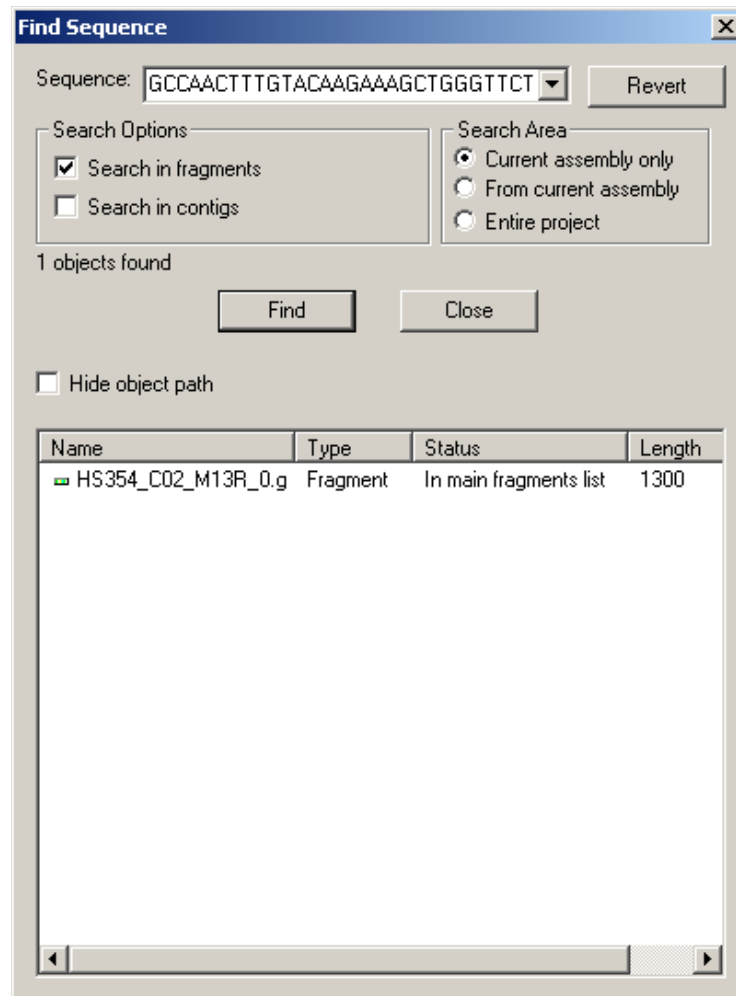 Find Sequence
Sequence: GCCAACTTTGTACAAGAAAGCTGGGTTCT Revert
Search Options
Search in fragments
Search in contigs
Search Area
Current assembly only
From current assembly
Entire project
1 objects found
Find Close
Hide object path
Name Type Status Length
HS354_C02_M13R_0.g Fragment In main fragments list 1300